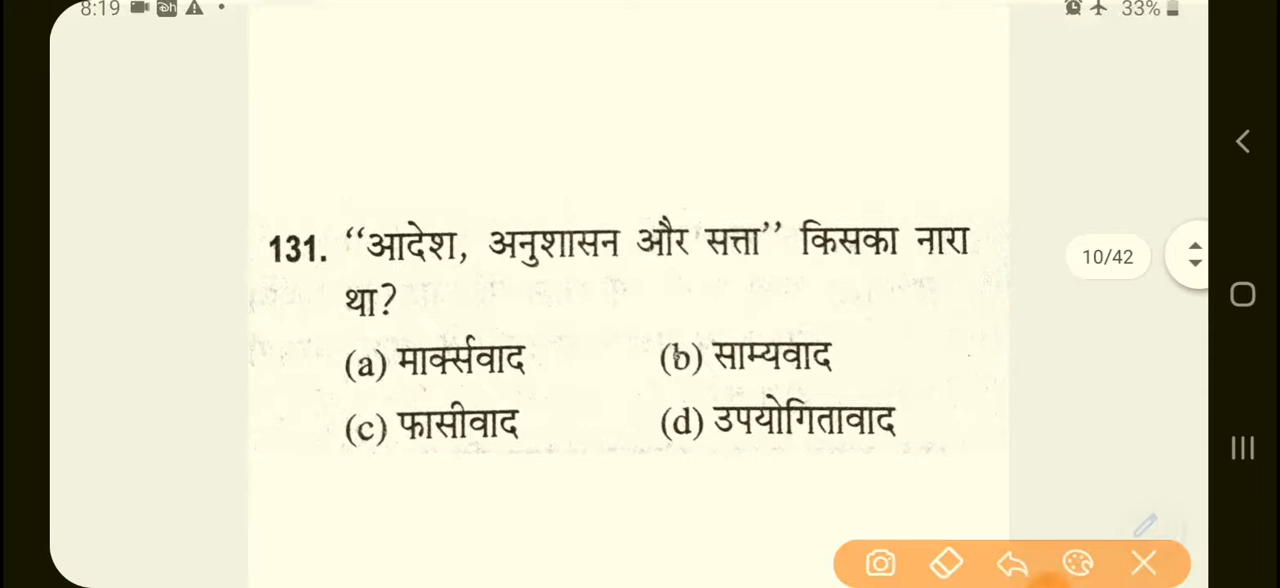 8:19
33%
131. “आदेश, अनुशासन और सत्ता” किसका नारा
था?
(a) मार्क्सवाद (b) साम्यवाद
(c) फासीवाद (d) उपयोगितावाद
10/42